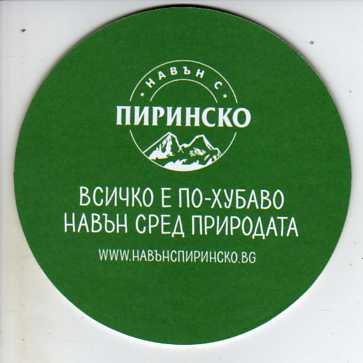 • НАВЪН С •
ПИРИНСКО
ВСИЧКО Е ПО-ХУБАВО
НАВЪН СРЕД ПРИРОДАТА
WWW.НАВЪНСПИРИНСКО.BG